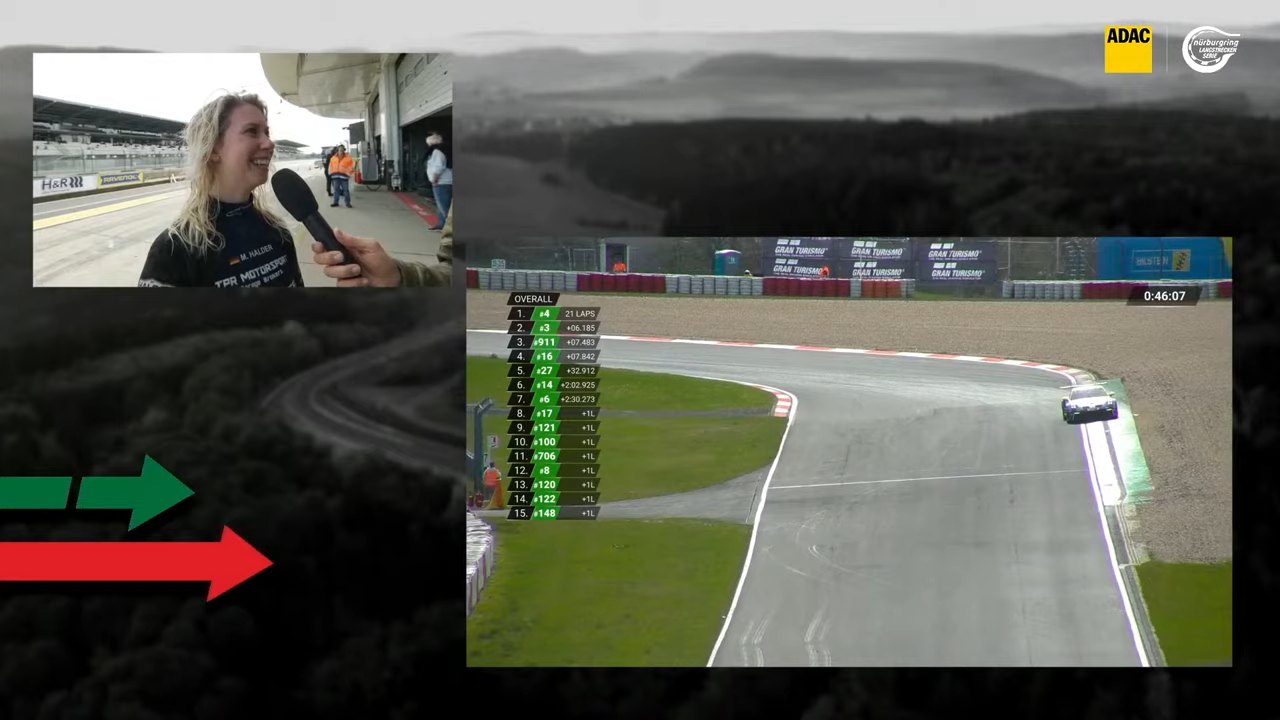 ADAC
nürburgring
LANGSTRECKEN
SERIE
H&R
RAVENOL
M. HALDER
TPR MOTORSPORT
GRAN TURISMO
GRAN TURISMO
GRAN TURISMO
GRAN TURISMO
GRAN TURISMO
GRAN TURISMO
BILSTEIN
0:46:07
OVERALL
1. #4 21 LAPS
2. #3 +06.185
3. #911 +07.483
4. #16 +07.842
5. #27 +32.912
6. #14 +2:02.925
7. #6 +2:30.273
8. #17 +1L
9. #121 +1L
10. #100 +1L
11. #706 +1L
12. #8 +1L
13. #120 +1L
14. #122 +1L
15. #148 +1L